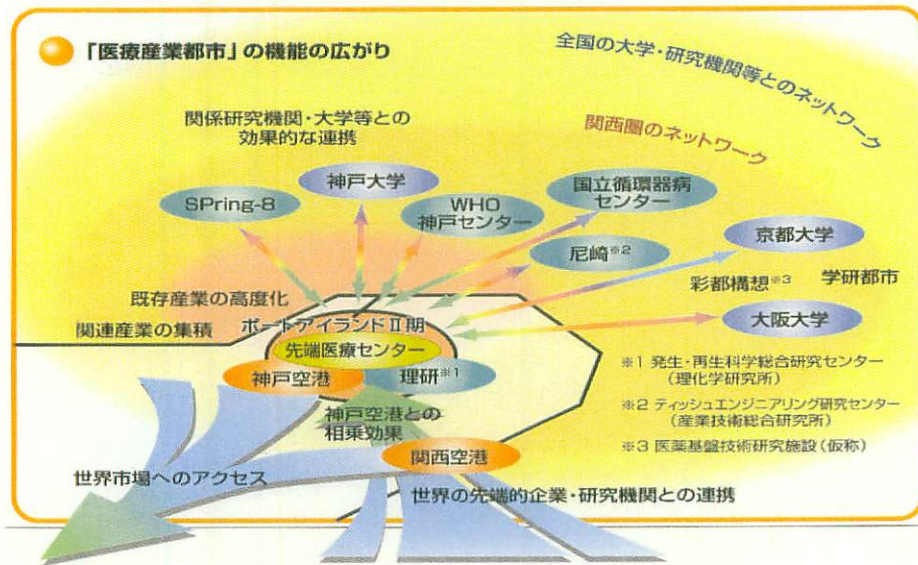 「医療産業都市」の機能の広がり
全国の大学・研究機関等とのネットワーク
関西圏のネットワーク
関係研究機関・大学等との
効果的な連携
SPring-8
神戸大学
WHO
神戸センター
国立循環器病
センター
尼崎※2
京都大学
彩都構想※3
学研都市
大阪大学
既存産業の高度化
関連産業の集積
ポートアイランドⅡ期
先端医療センター
神戸空港
理研※1
神戸空港との
相乗効果
関西空港
世界市場へのアクセス
世界の先端的企業・研究機関との連携
※1 発生・再生科学総合研究センター
(理化学研究所)
※2 ティッシュエンジニアリング研究センター
(産業技術総合研究所)
※3 医薬基盤技術研究施設(仮称)